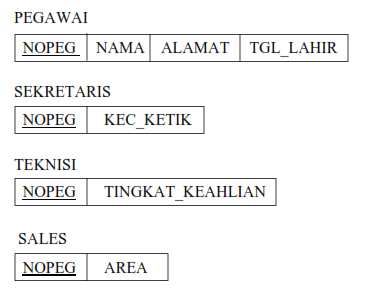 PEGAWAI
NOPEG NAMA ALAMAT TGL_LAHIR
SEKRETARIS
NOPEG KEC_KETIK
TEKNISI
NOPEG TINGKAT_KEAHLIAN
SALES
NOPEG AREA